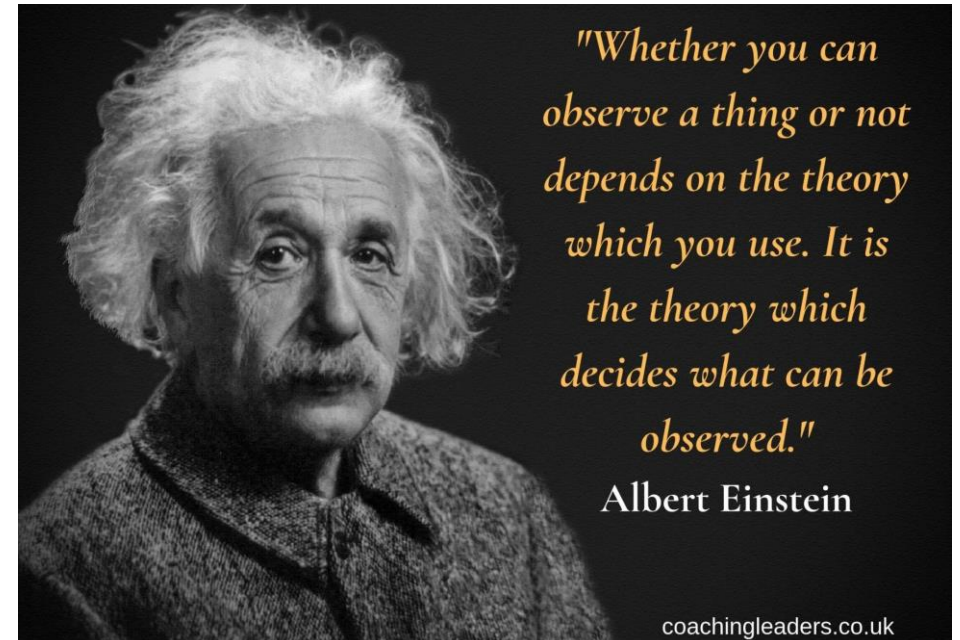 "Whether you can
observe a thing or not
depends on the theory
which you use. It is
the theory which
decides what can be
observed."
Albert Einstein
coachingleaders.co.uk